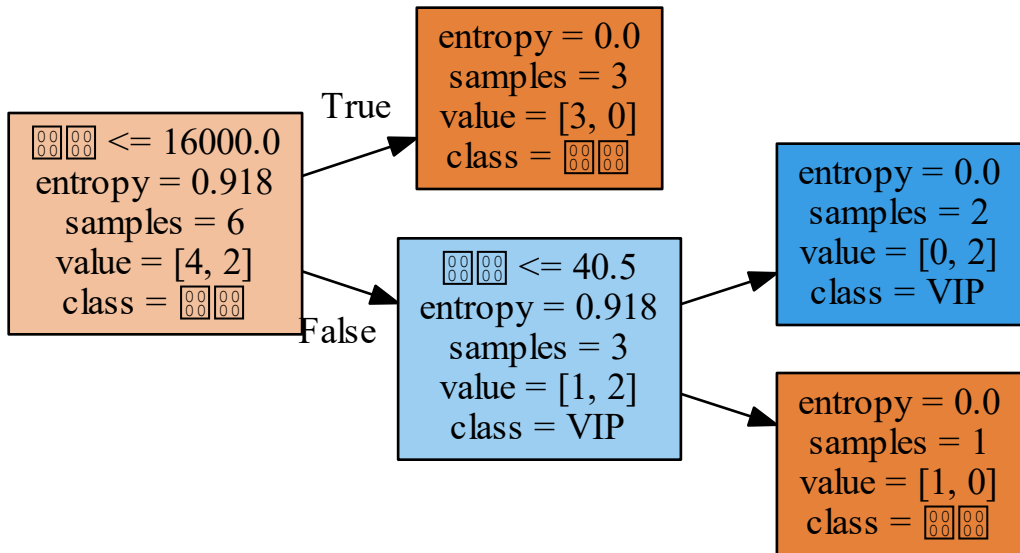 <= 16000.0
entropy = 0.918
samples = 6
value = [4, 2]
class =
True
False
entropy = 0.0
samples = 3
value = [3, 0]
class =
<= 40.5
entropy = 0.918
samples = 3
value = [1, 2]
class = VIP
entropy = 0.0
samples = 2
value = [0, 2]
class = VIP
entropy = 0.0
samples = 1
value = [1, 0]
class =